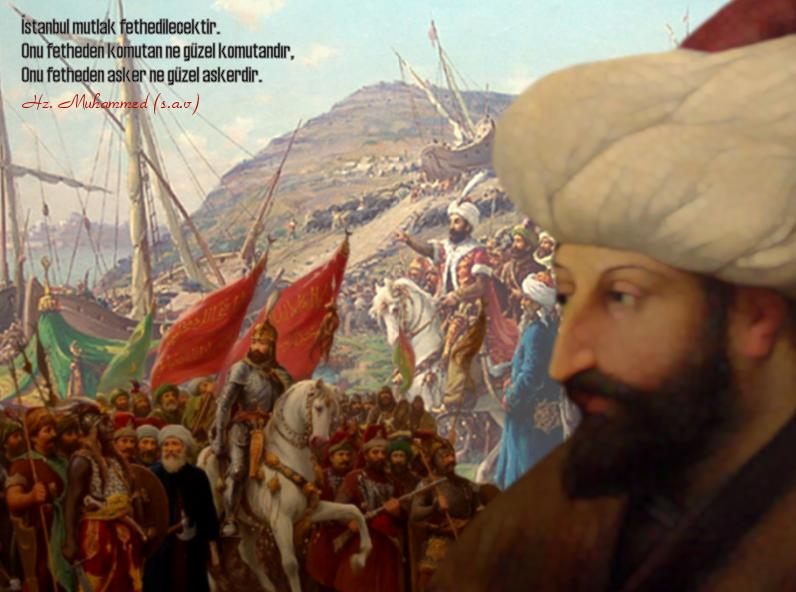 İstanbul mutlak fethedilecektir.
Onu fetheden komutan ne güzel komutandır,
Onu fetheden asker ne güzel askerdir.
Hz. Muhammed (s.a.v)